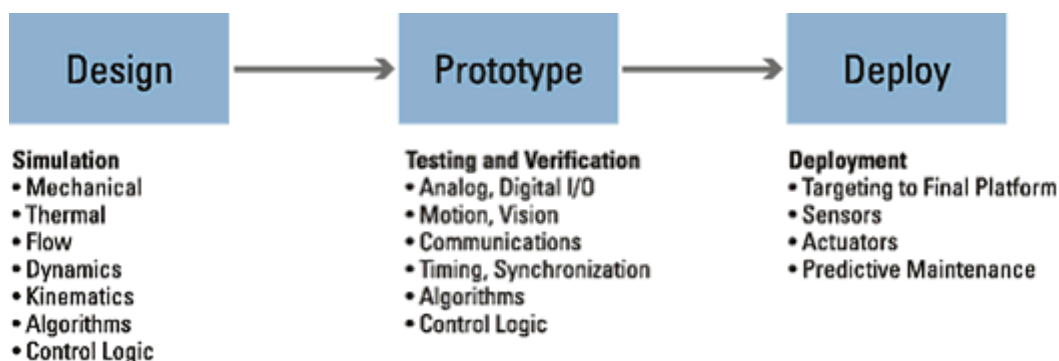 Design
Prototype
Deploy
Simulation
• Mechanical
• Thermal
• Flow
• Dynamics
• Kinematics
• Algorithms
• Control Logic
Testing and Verification
• Analog, Digital I/O
• Motion, Vision
• Communications
• Timing, Synchronization
• Algorithms
• Control Logic
Deployment
• Targeting to Final Platform
• Sensors
• Actuators
• Predictive Maintenance